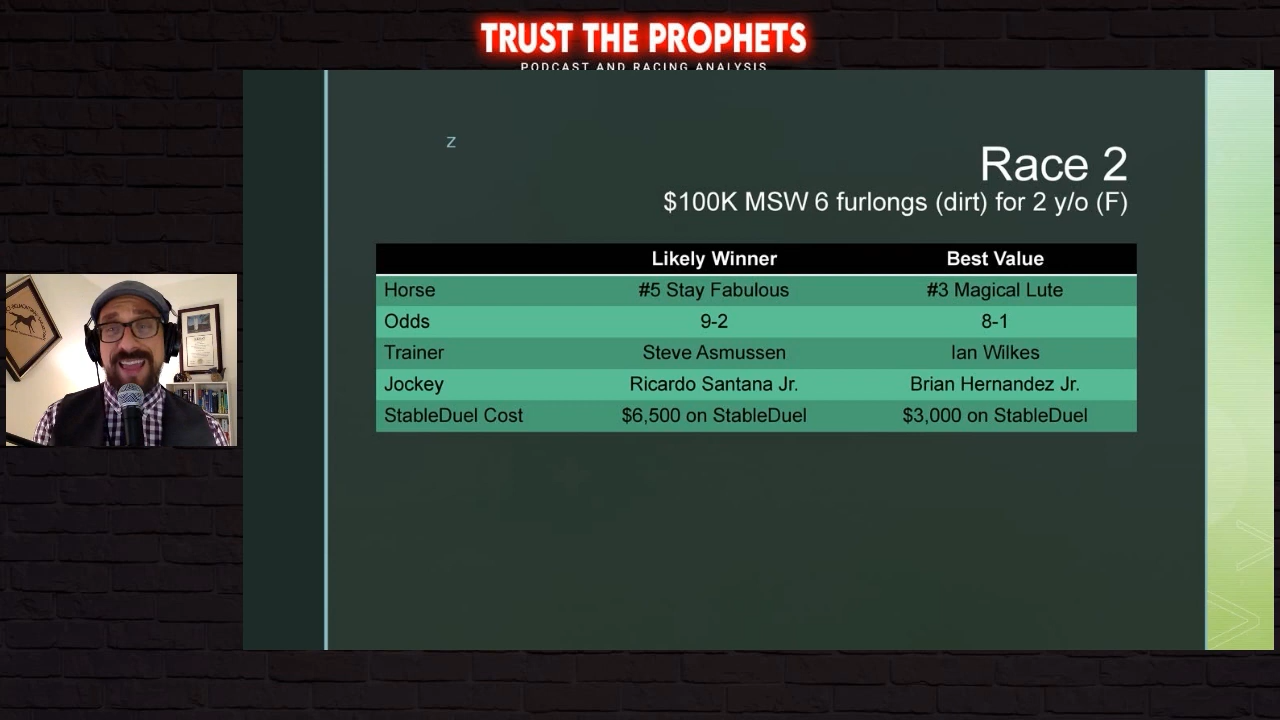 TRUST THE PROPHETS
PODCAST AND RACING ANALYSIS
z
Race 2
$100K MSW 6 furlongs (dirt) for 2 y/o (F)
Likely Winner Best Value
Horse #5 Stay Fabulous #3 Magical Lute
Odds 9-2 8-1
Trainer Steve Asmussen Ian Wilkes
Jockey Ricardo Santana Jr. Brian Hernandez Jr.
StableDuel Cost $6,500 on StableDuel $3,000 on StableDuel